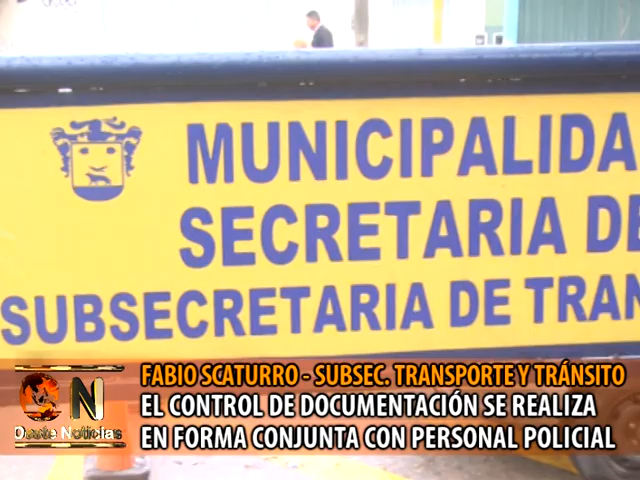 MUNICIPALIDA
SECRETARIA DE
SUBSECRETARIA DE TRAN
ON
Oeste Noticias
FABIO SCATURRO - SUBSEC. TRANSPORTE Y TRÁNSITO
EL CONTROL DE DOCUMENTACIÓN SE REALIZA
EN FORMA CONJUNTA CON PERSONAL POLICIAL